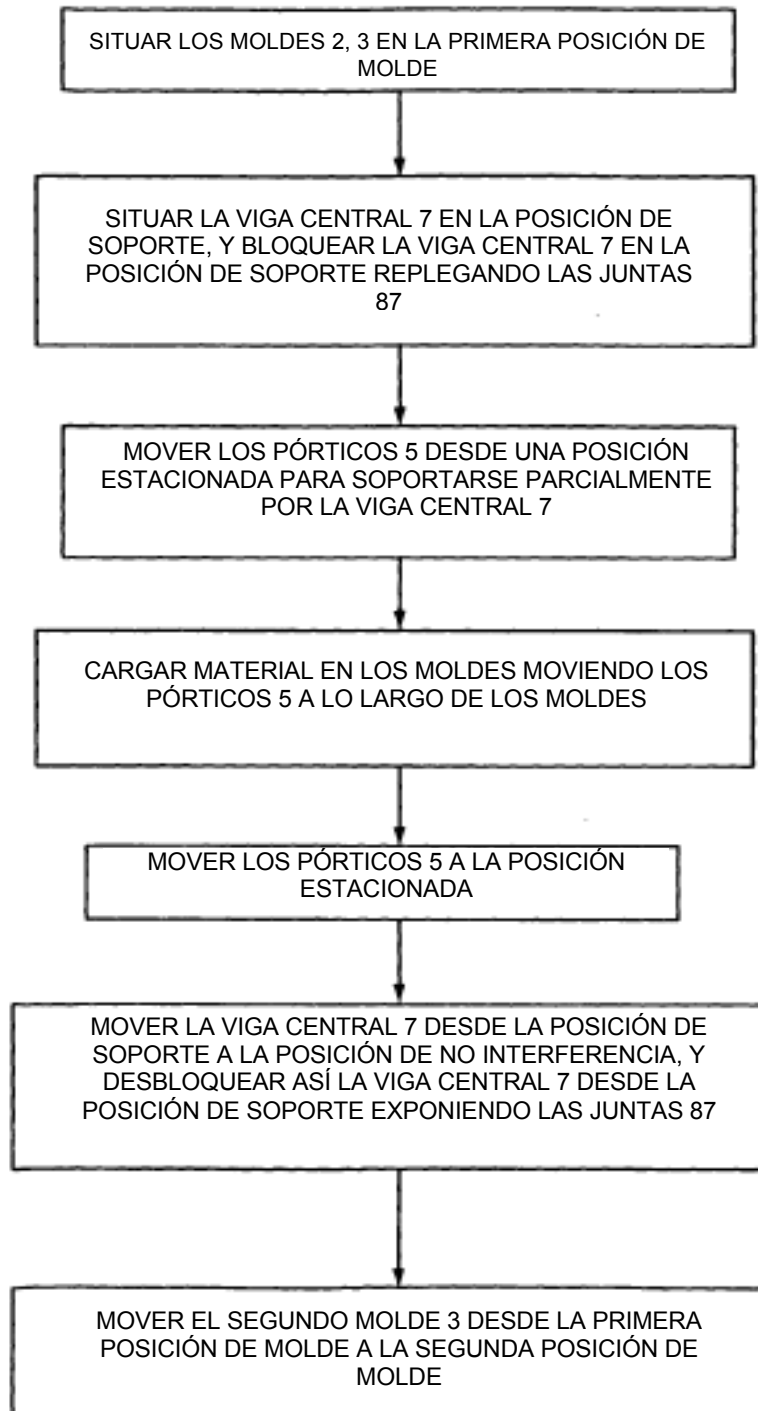 SITUAR LOS MOLDES 2, 3 EN LA PRIMERA POSICIÓN DE
MOLDE
SITUAR LA VIGA CENTRAL 7 EN LA POSICIÓN DE
SOPORTE, Y BLOQUEAR LA VIGA CENTRAL 7 EN LA
POSICIÓN DE SOPORTE REPLEGANDO LAS JUNTAS
87
MOVER LOS PÓRTICOS 5 DESDE UNA POSICIÓN
ESTACIONADA PARA SOPORTARSE PARCIALMENTE
POR LA VIGA CENTRAL 7
CARGAR MATERIAL EN LOS MOLDES MOVIENDO LOS
PÓRTICOS 5 A LO LARGO DE LOS MOLDES
MOVER LOS PÓRTICOS 5 A LA POSICIÓN
ESTACIONADA
MOVER LA VIGA CENTRAL 7 DESDE LA POSICIÓN DE
SOPORTE A LA POSICIÓN DE NO INTERFERENCIA, Y
DESBLOQUEAR ASÍ LA VIGA CENTRAL 7 DESDE LA
POSICIÓN DE SOPORTE EXPONIENDO LAS JUNTAS 87
MOVER EL SEGUNDO MOLDE 3 DESDE LA PRIMERA
POSICIÓN DE MOLDE A LA SEGUNDA POSICIÓN DE
MOLDE